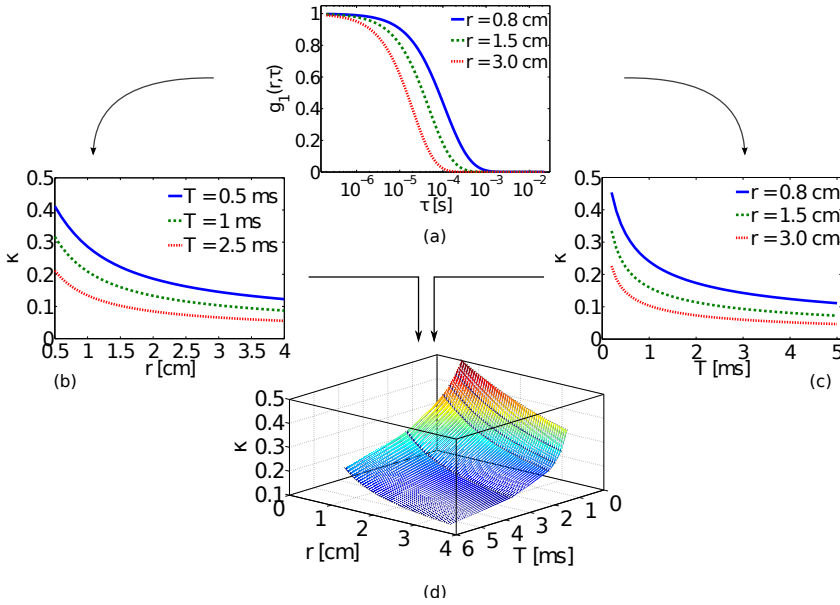 1
0.8
0.6
0.4
0.2
0
g₁(r,τ)
r = 0.8 cm
r = 1.5 cm
r = 3.0 cm
10⁻⁶ 10⁻⁵ 10⁻⁴ 10⁻³ 10⁻²
τ [s]
(a)
0.5
0.4
0.3
0.2
0.1
0
κ
T = 0.5 ms
T = 1 ms
T = 2.5 ms
0.5 1 1.5 2 2.5 3 3.5 4
r [cm]
(b)
0.5
0.4
0.3
0.2
0.1
0
κ
r = 0.8 cm
r = 1.5 cm
r = 3.0 cm
0 1 2 3 4 5
T [ms]
(c)
0.5
0.4
0.3
0.2
0.1
κ
0 1 2 3 4
r [cm]
6 5 4 3 2 1 0
T [ms]
(d)